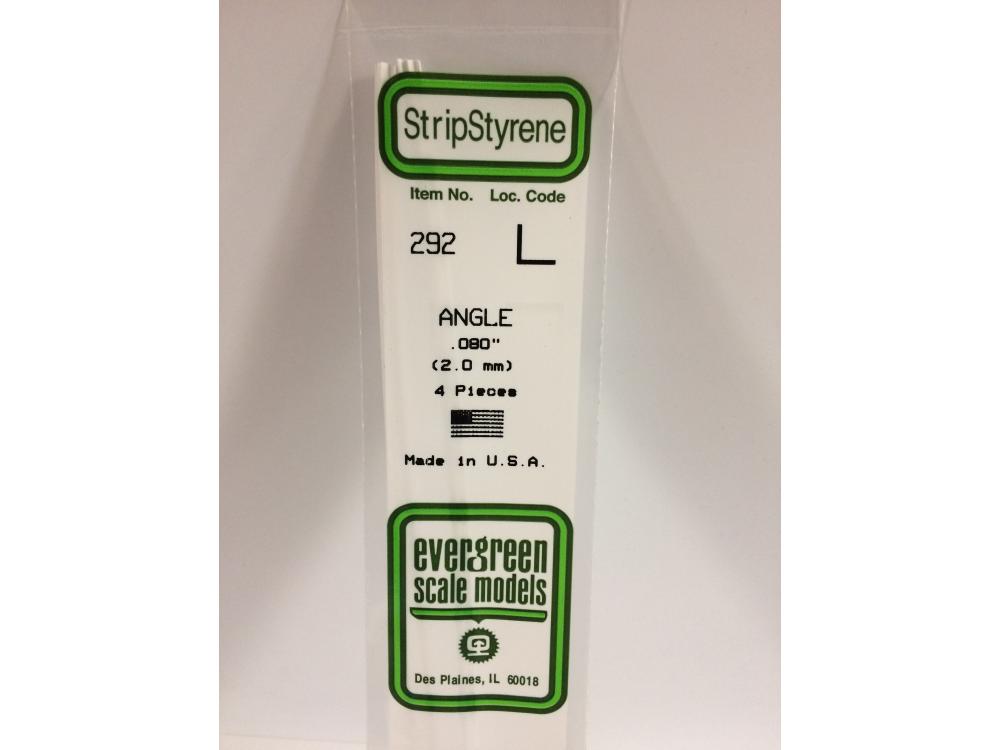 StripStyrene
Item No. Loc. Code
292 L
ANGLE
.080"
(2.0 mm)
4 Pieces
Made in U.S.A.
evergreen
scale models
Des Plaines, IL 60018